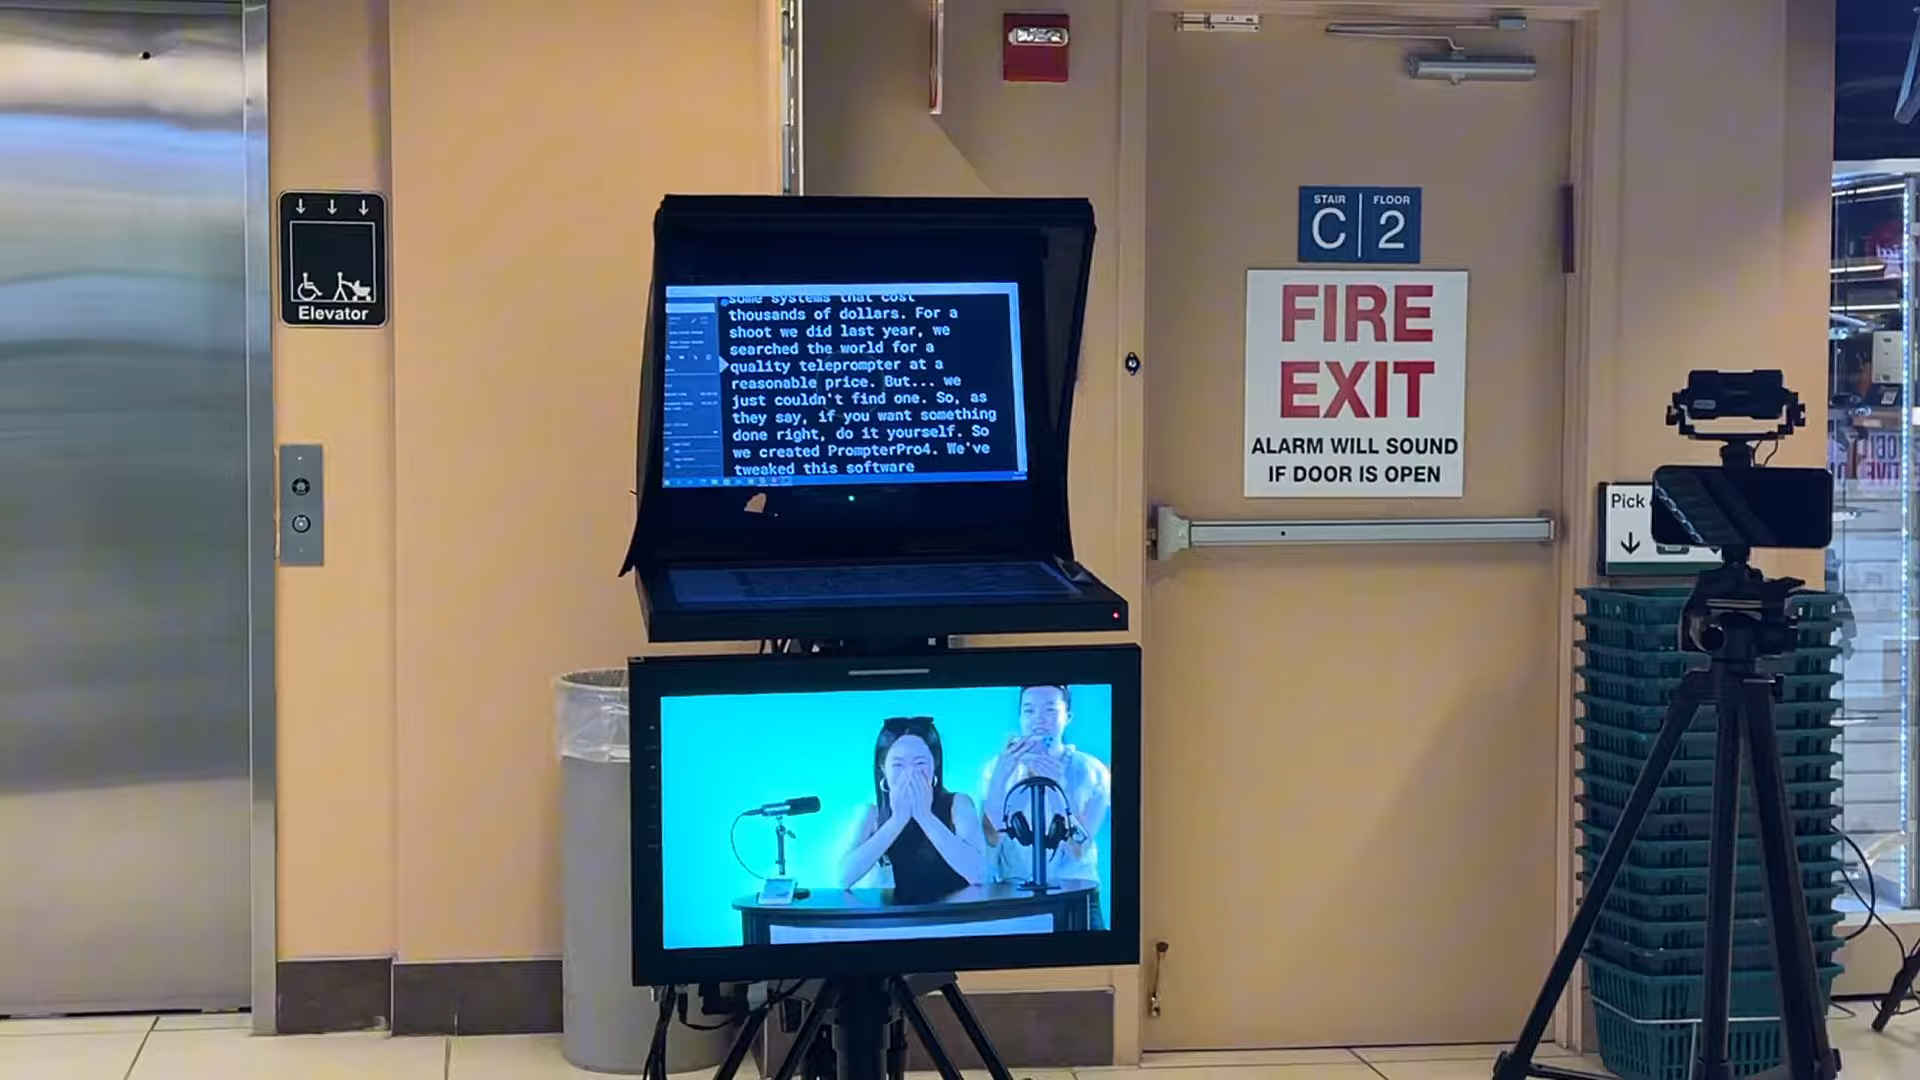 Elevator
some systems that cost
thousands of dollars. For a
shoot we did last year, we
searched the world for a
quality teleprompter at a
reasonable price. But... we
just couldn't find one. So, as
they say, if you want something
done right, do it yourself. So
we created PrompterPro4. We've
tweaked this software
STAIR FLOOR
C 2
FIRE
EXIT
ALARM WILL SOUND
IF DOOR IS OPEN
Pick